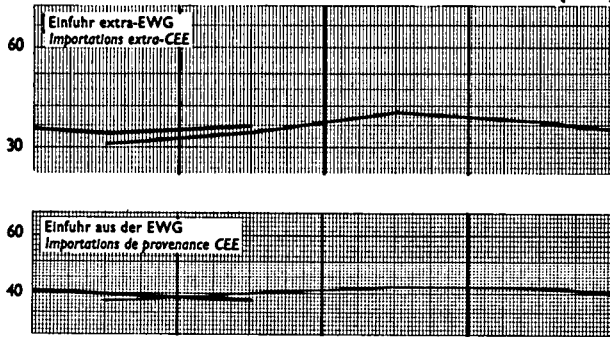 Einfuhr extra-EWG
Importations extra-CEE
60
30
Einfuhr aus der EWG
Importations de provenance CEE
60
40